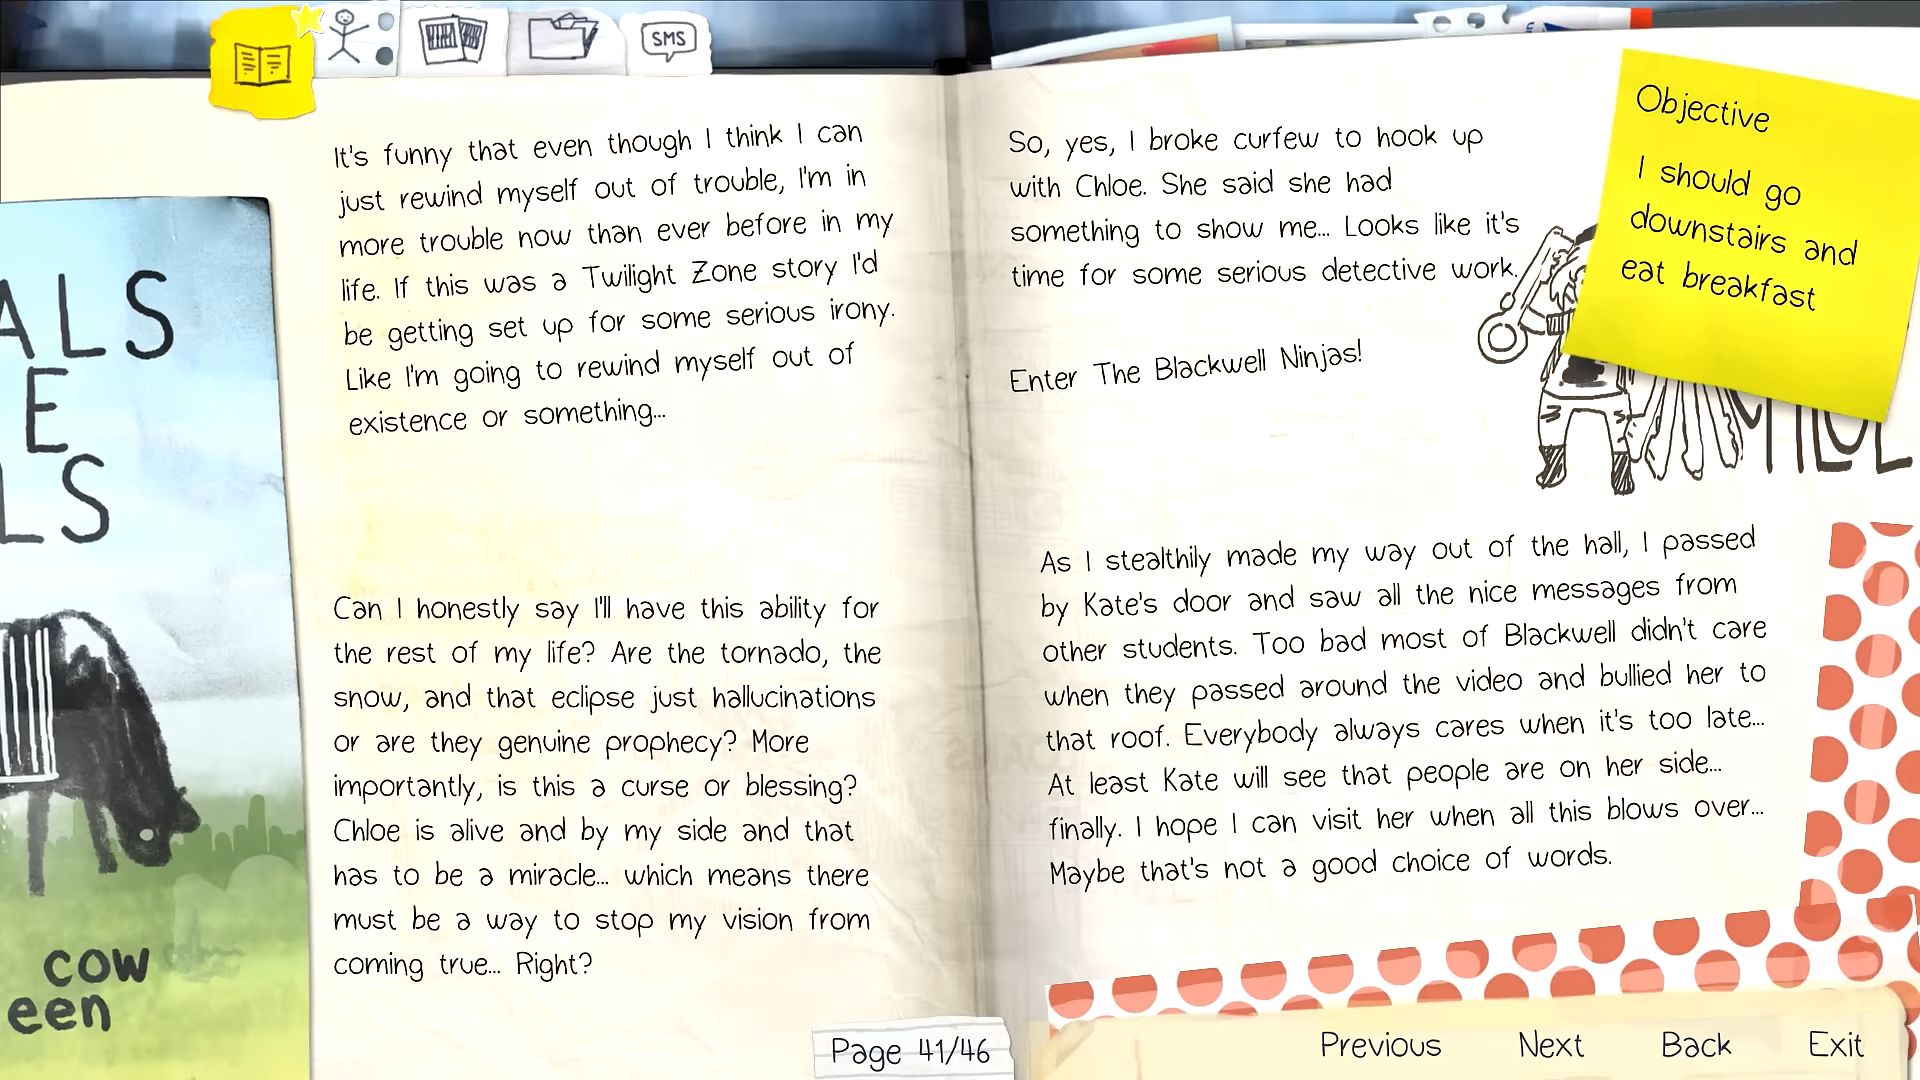 SMS
ALS
E
LS
cow
een
It's funny that even though I think I can
just rewind myself out of trouble, I'm in
more trouble now than ever before in my
life. If this was a Twilight Zone story I'd
be getting set up for some serious irony.
Like I'm going to rewind myself out of
existence or something...
Can I honestly say I'll have this ability for
the rest of my life? Are the tornado, the
snow, and that eclipse just hallucinations
or are they genuine prophecy? More
importantly, is this a curse or blessing?
Chloe is alive and by my side and that
has to be a miracle... which means there
must be a way to stop my vision from
coming true... Right?
So, yes, I broke curfew to hook up
with Chloe. She said she had
something to show me... Looks like it's
time for some serious detective work.
Enter The Blackwell Ninjas!
As I stealthily made my way out of the hall, I passed
by Kate's door and saw all the nice messages from
other students. Too bad most of Blackwell didn't care
when they passed around the video and bullied her to
that roof. Everybody always cares when it's too late...
At least Kate will see that people are on her side...
finally. I hope I can visit her when all this blows over...
Maybe that's not a good choice of words.
Objective
I should go
downstairs and
eat breakfast
Page 41/46
Previous Next Back Exit